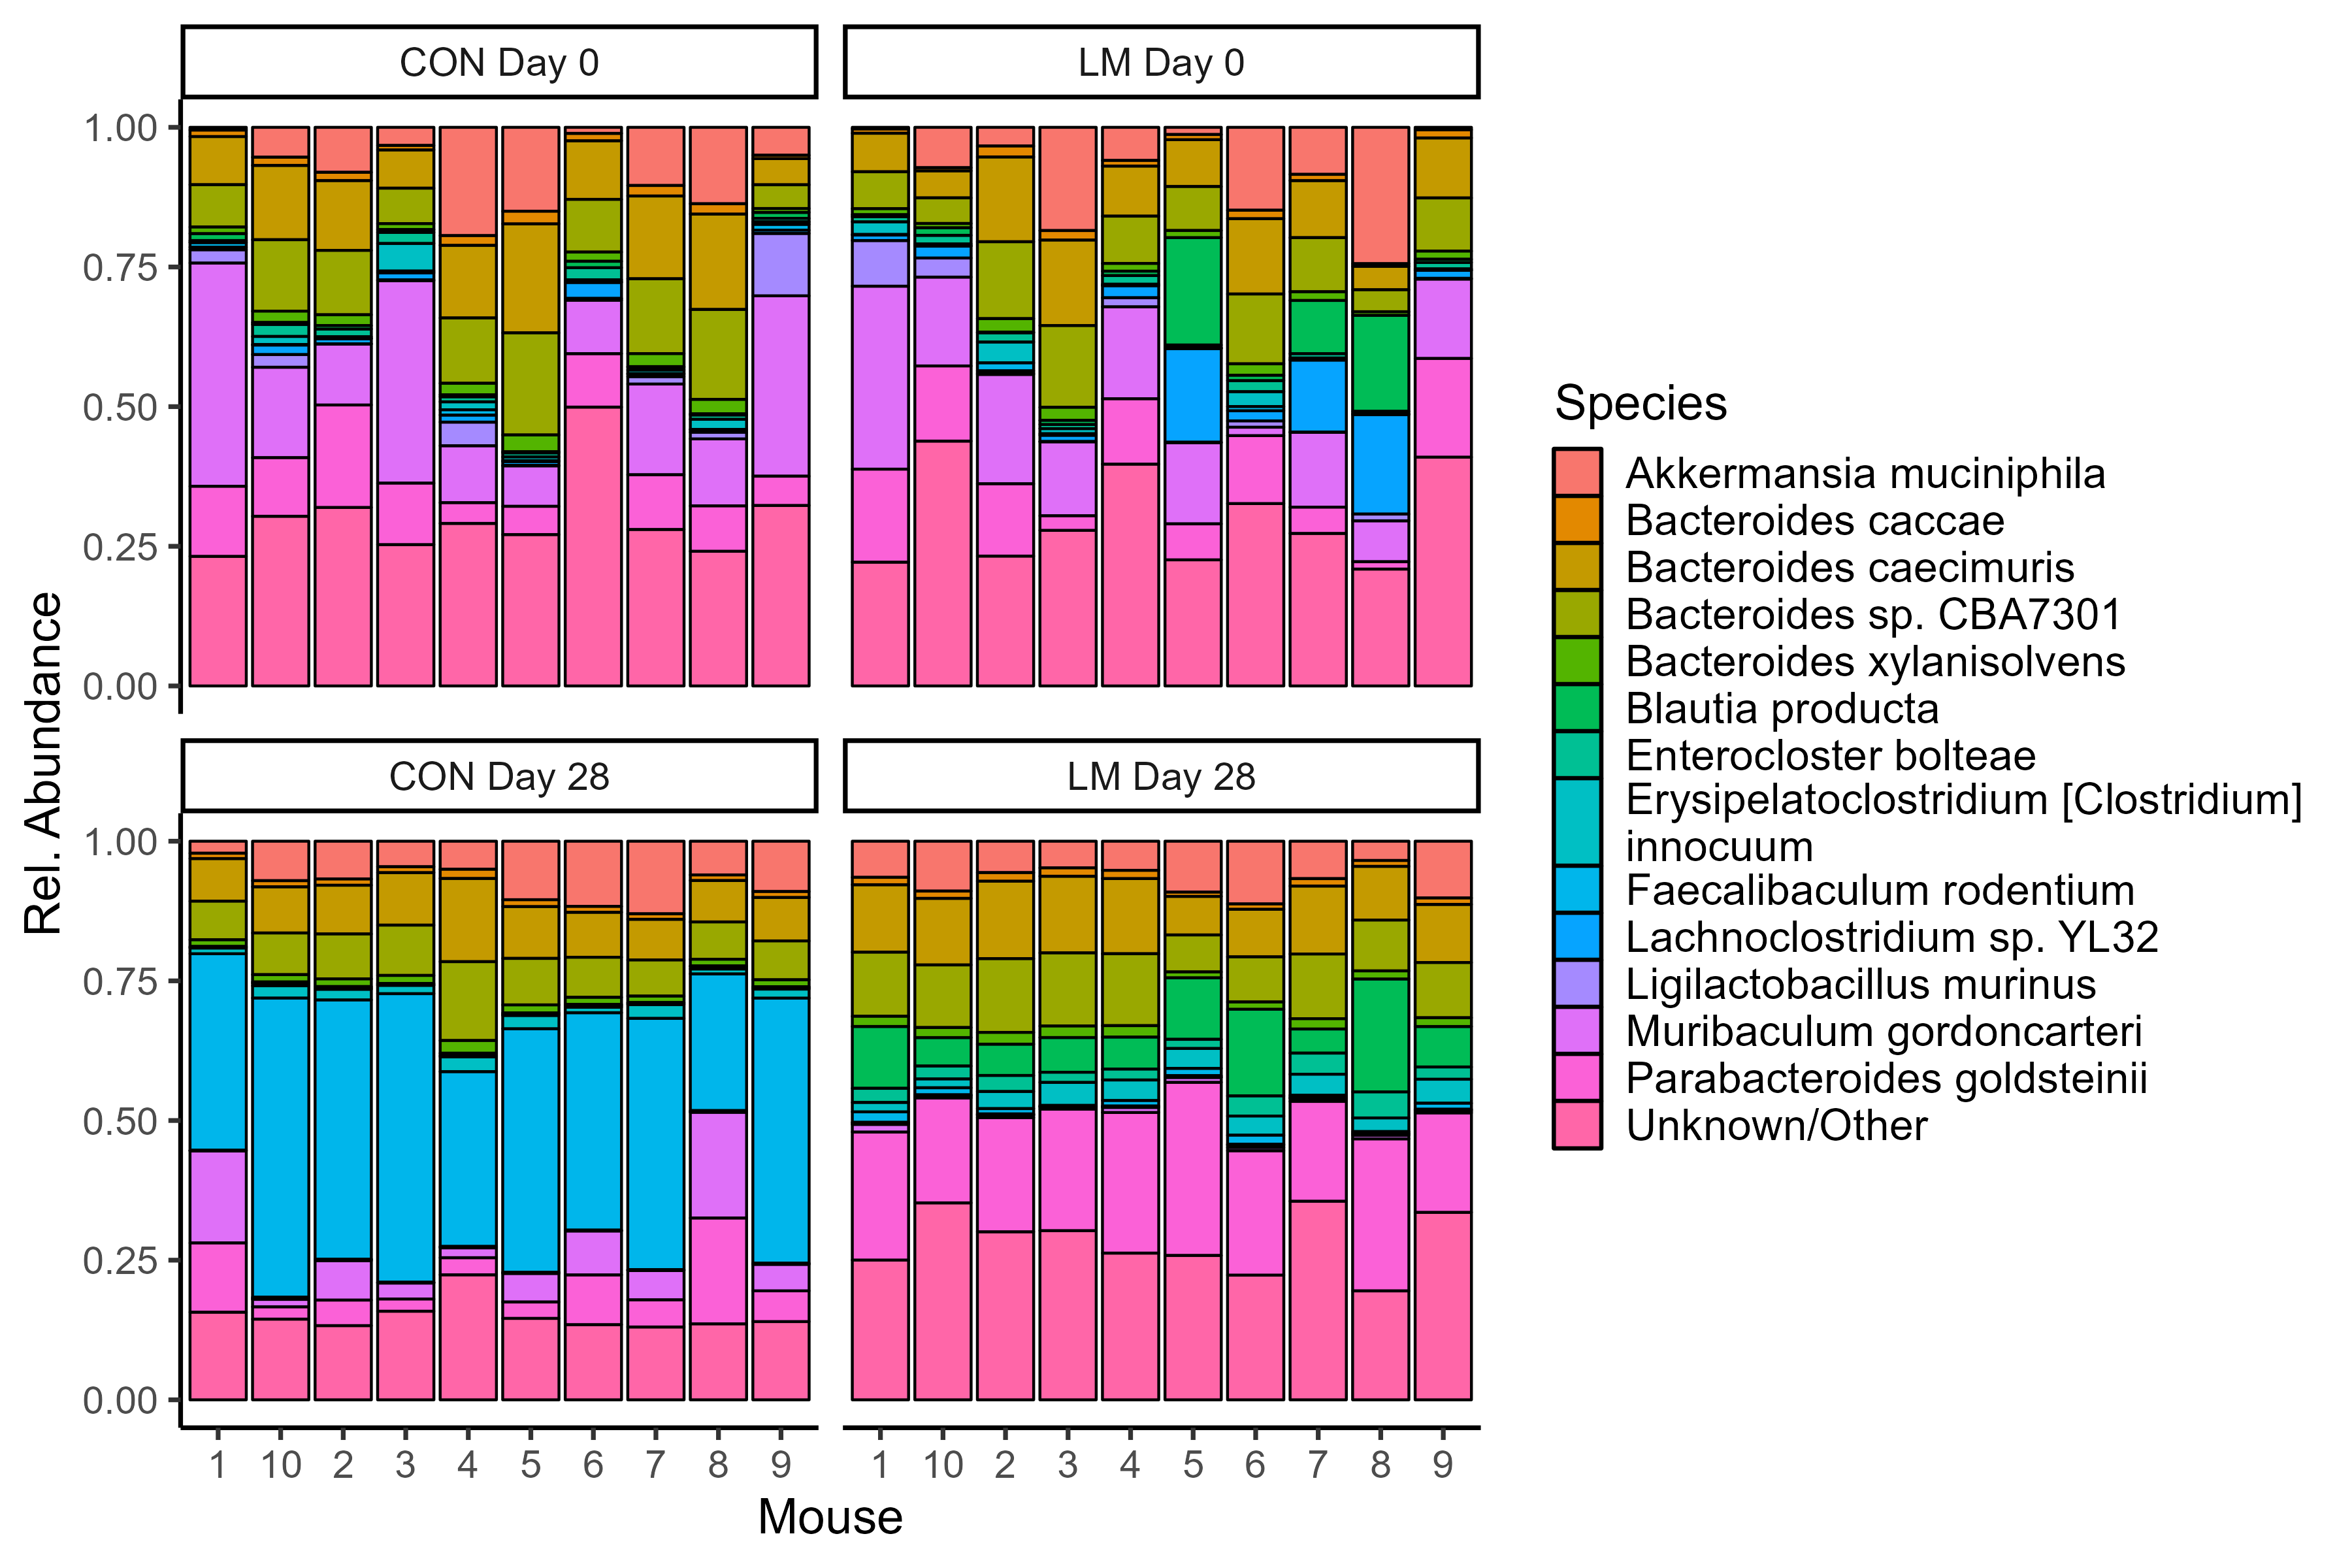 CON Day 0
LM Day 0
1.00
0.75
0.50
0.25
0.00
CON Day 28
LM Day 28
1.00
0.75
0.50
0.25
0.00
Rel. Abundance
1 10 2 3 4 5 6 7 8 9
1 10 2 3 4 5 6 7 8 9
Mouse
Species
Akkermansia muciniphila
Bacteroides caccae
Bacteroides caecimuris
Bacteroides sp. CBA7301
Bacteroides xylanisolvens
Blautia producta
Enterocloster bolteae
Erysipelatoclostridium [Clostridium]
innocuum
Faecalibaculum rodentium
Lachnoclostridium sp. YL32
Ligilactobacillus murinus
Muribaculum gordoncarteri
Parabacteroides goldsteinii
Unknown/Other